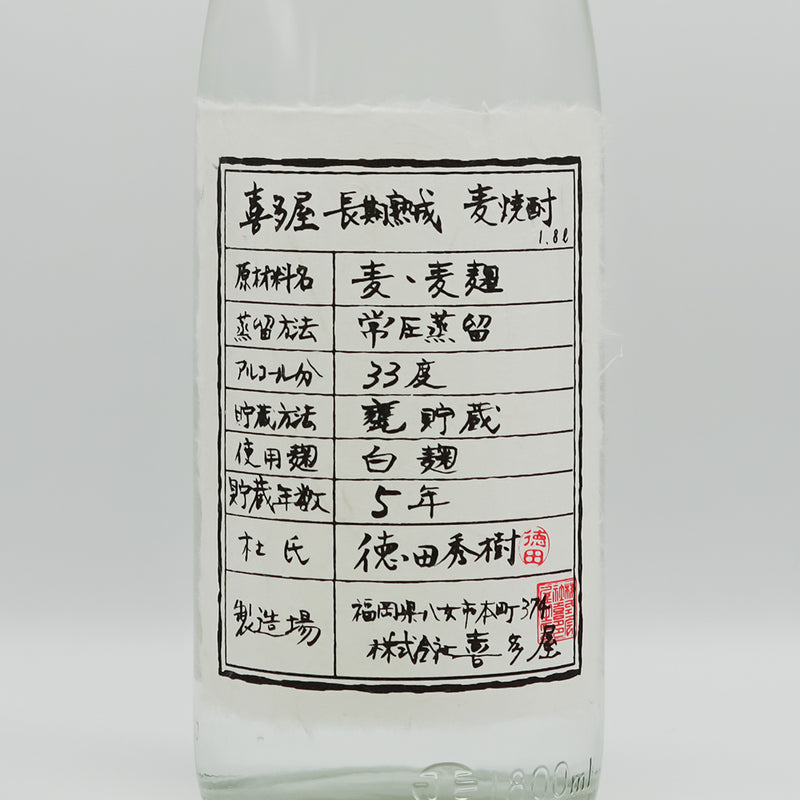 喜多屋 長期熟成 麦焼酎
1.8ℓ
原材料名 麦、麦麹
蒸留方法 常圧蒸留
アルコール分 33度
貯蔵方法 甕貯蔵
使用麹 白麹
貯蔵年数 5年
杜氏 徳田秀樹 徳田
製造場 福岡県八女市本町374
株式会社喜多屋
1800ml